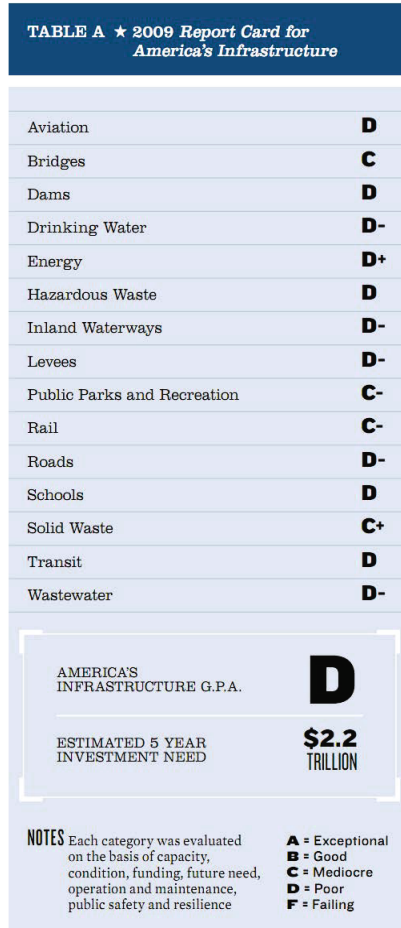 TABLE A ★ 2009 Report Card for
America's Infrastructure
Aviation D
Bridges C
Dams D
Drinking Water D-
Energy D+
Hazardous Waste D
Inland Waterways D-
Levees D-
Public Parks and Recreation C-
Rail C-
Roads D-
Schools D
Solid Waste C+
Transit D
Wastewater D-
AMERICA'S
INFRASTRUCTURE G.P.A.
D
ESTIMATED 5 YEAR
INVESTMENT NEED
$2.2
TRILLION
NOTES Each category was evaluated
on the basis of capacity,
condition, funding, future need,
operation and maintenance,
public safety and resilience
A = Exceptional
B = Good
C = Mediocre
D = Poor
F = Failing